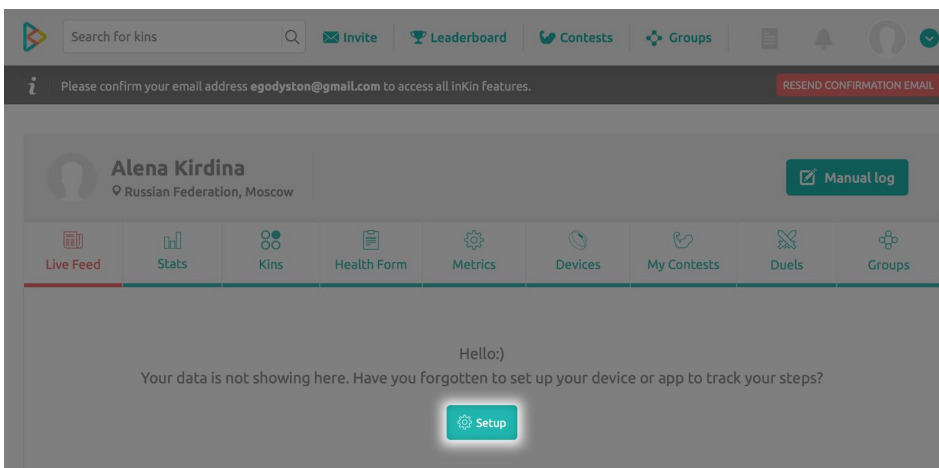 Search for kins
Invite
Leaderboard
Contests
Groups
i
Please confirm your email address egodyston@gmail.com to access all inKin features.
RESEND CONFIRMATION EMAIL
Alena Kirdina
Russian Federation, Moscow
Manual log
Live Feed
Stats
Kins
Health Form
Metrics
Devices
My Contests
Duels
Groups
Hello:)
Your data is not showing here. Have you forgotten to set up your device or app to track your steps?
Setup